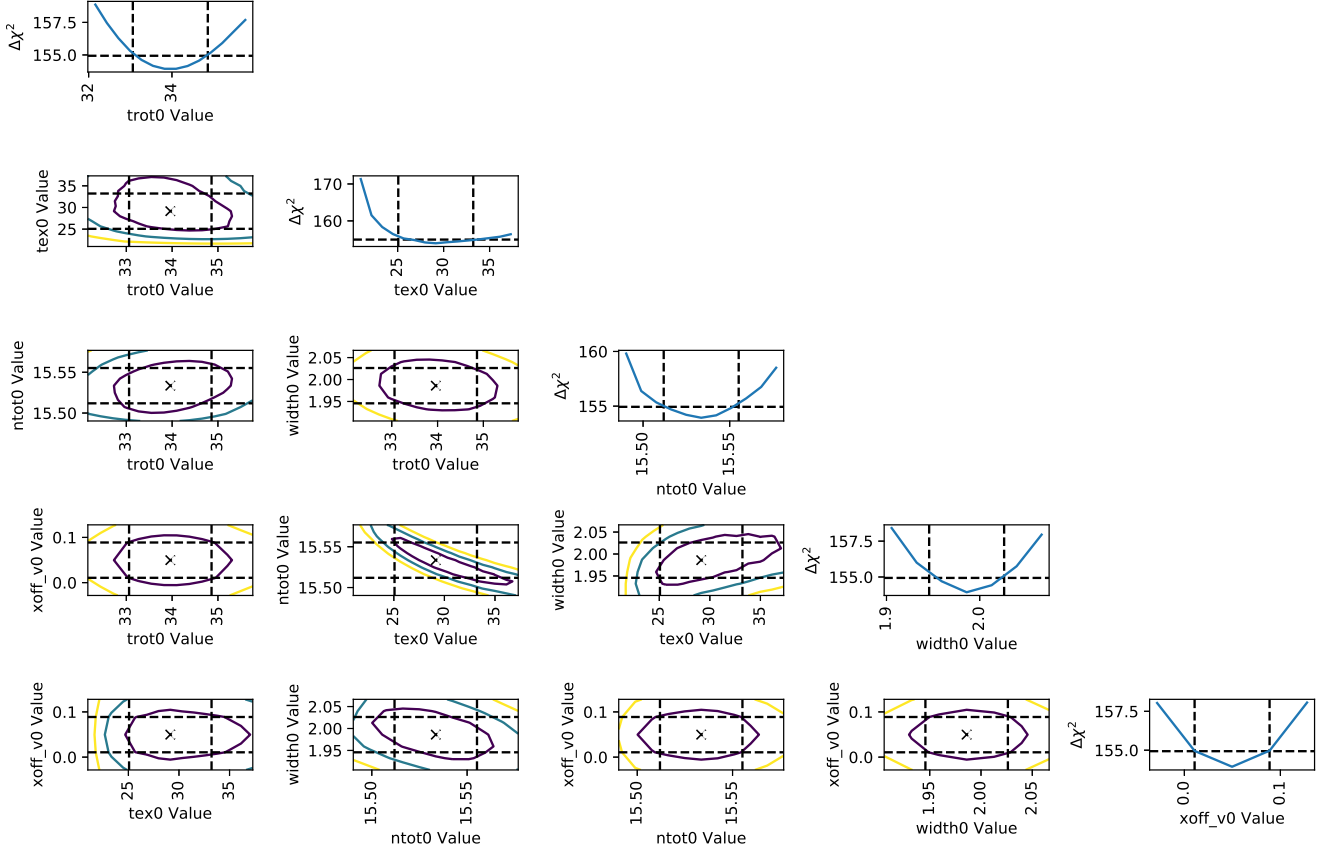 157.5
155.0
Δχ²
32
34
trot0 Value
35
30
25
tex0 Value
33
34
35
trot0 Value
170
160
Δχ²
25
30
35
tex0 Value
15.55
15.50
ntot0 Value
33
34
35
trot0 Value
2.05
2.00
1.95
width0 Value
33
34
35
trot0 Value
160
155
Δχ²
15.50
15.55
ntot0 Value
0.1
0.0
xoff_v0 Value
33
34
35
trot0 Value
15.55
15.50
ntot0 Value
25
30
35
tex0 Value
2.05
2.00
1.95
width0 Value
25
30
35
tex0 Value
157.5
155.0
Δχ²
1.9
2.0
width0 Value
0.1
0.0
xoff_v0 Value
25
30
35
tex0 Value
2.05
2.00
1.95
width0 Value
15.50
15.55
ntot0 Value
0.1
0.0
xoff_v0 Value
15.50
15.55
ntot0 Value
0.1
0.0
xoff_v0 Value
1.95
2.00
2.05
width0 Value
157.5
155.0
Δχ²
0.0
0.1
xoff_v0 Value